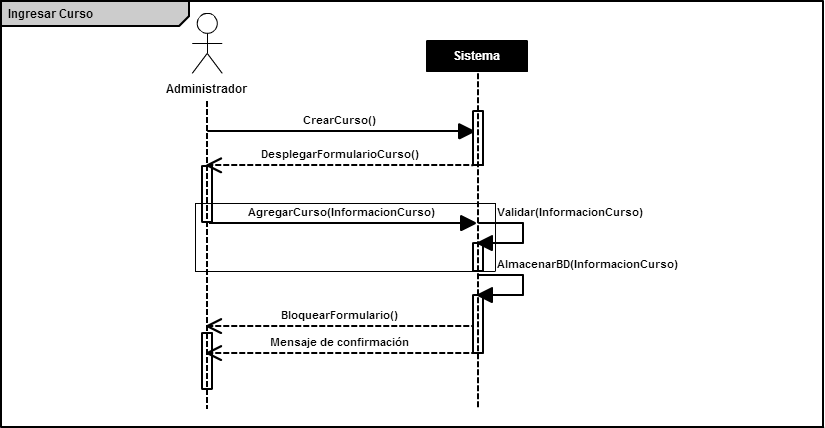 Ingresar Curso
Sistema
Administrador
CrearCurso()
DesplegarFormularioCurso()
AgregarCurso(InformacionCurso)
Validar(InformacionCurso)
AlmacenarBD(InformacionCurso)
BloquearFormulario()
Mensaje de confirmación